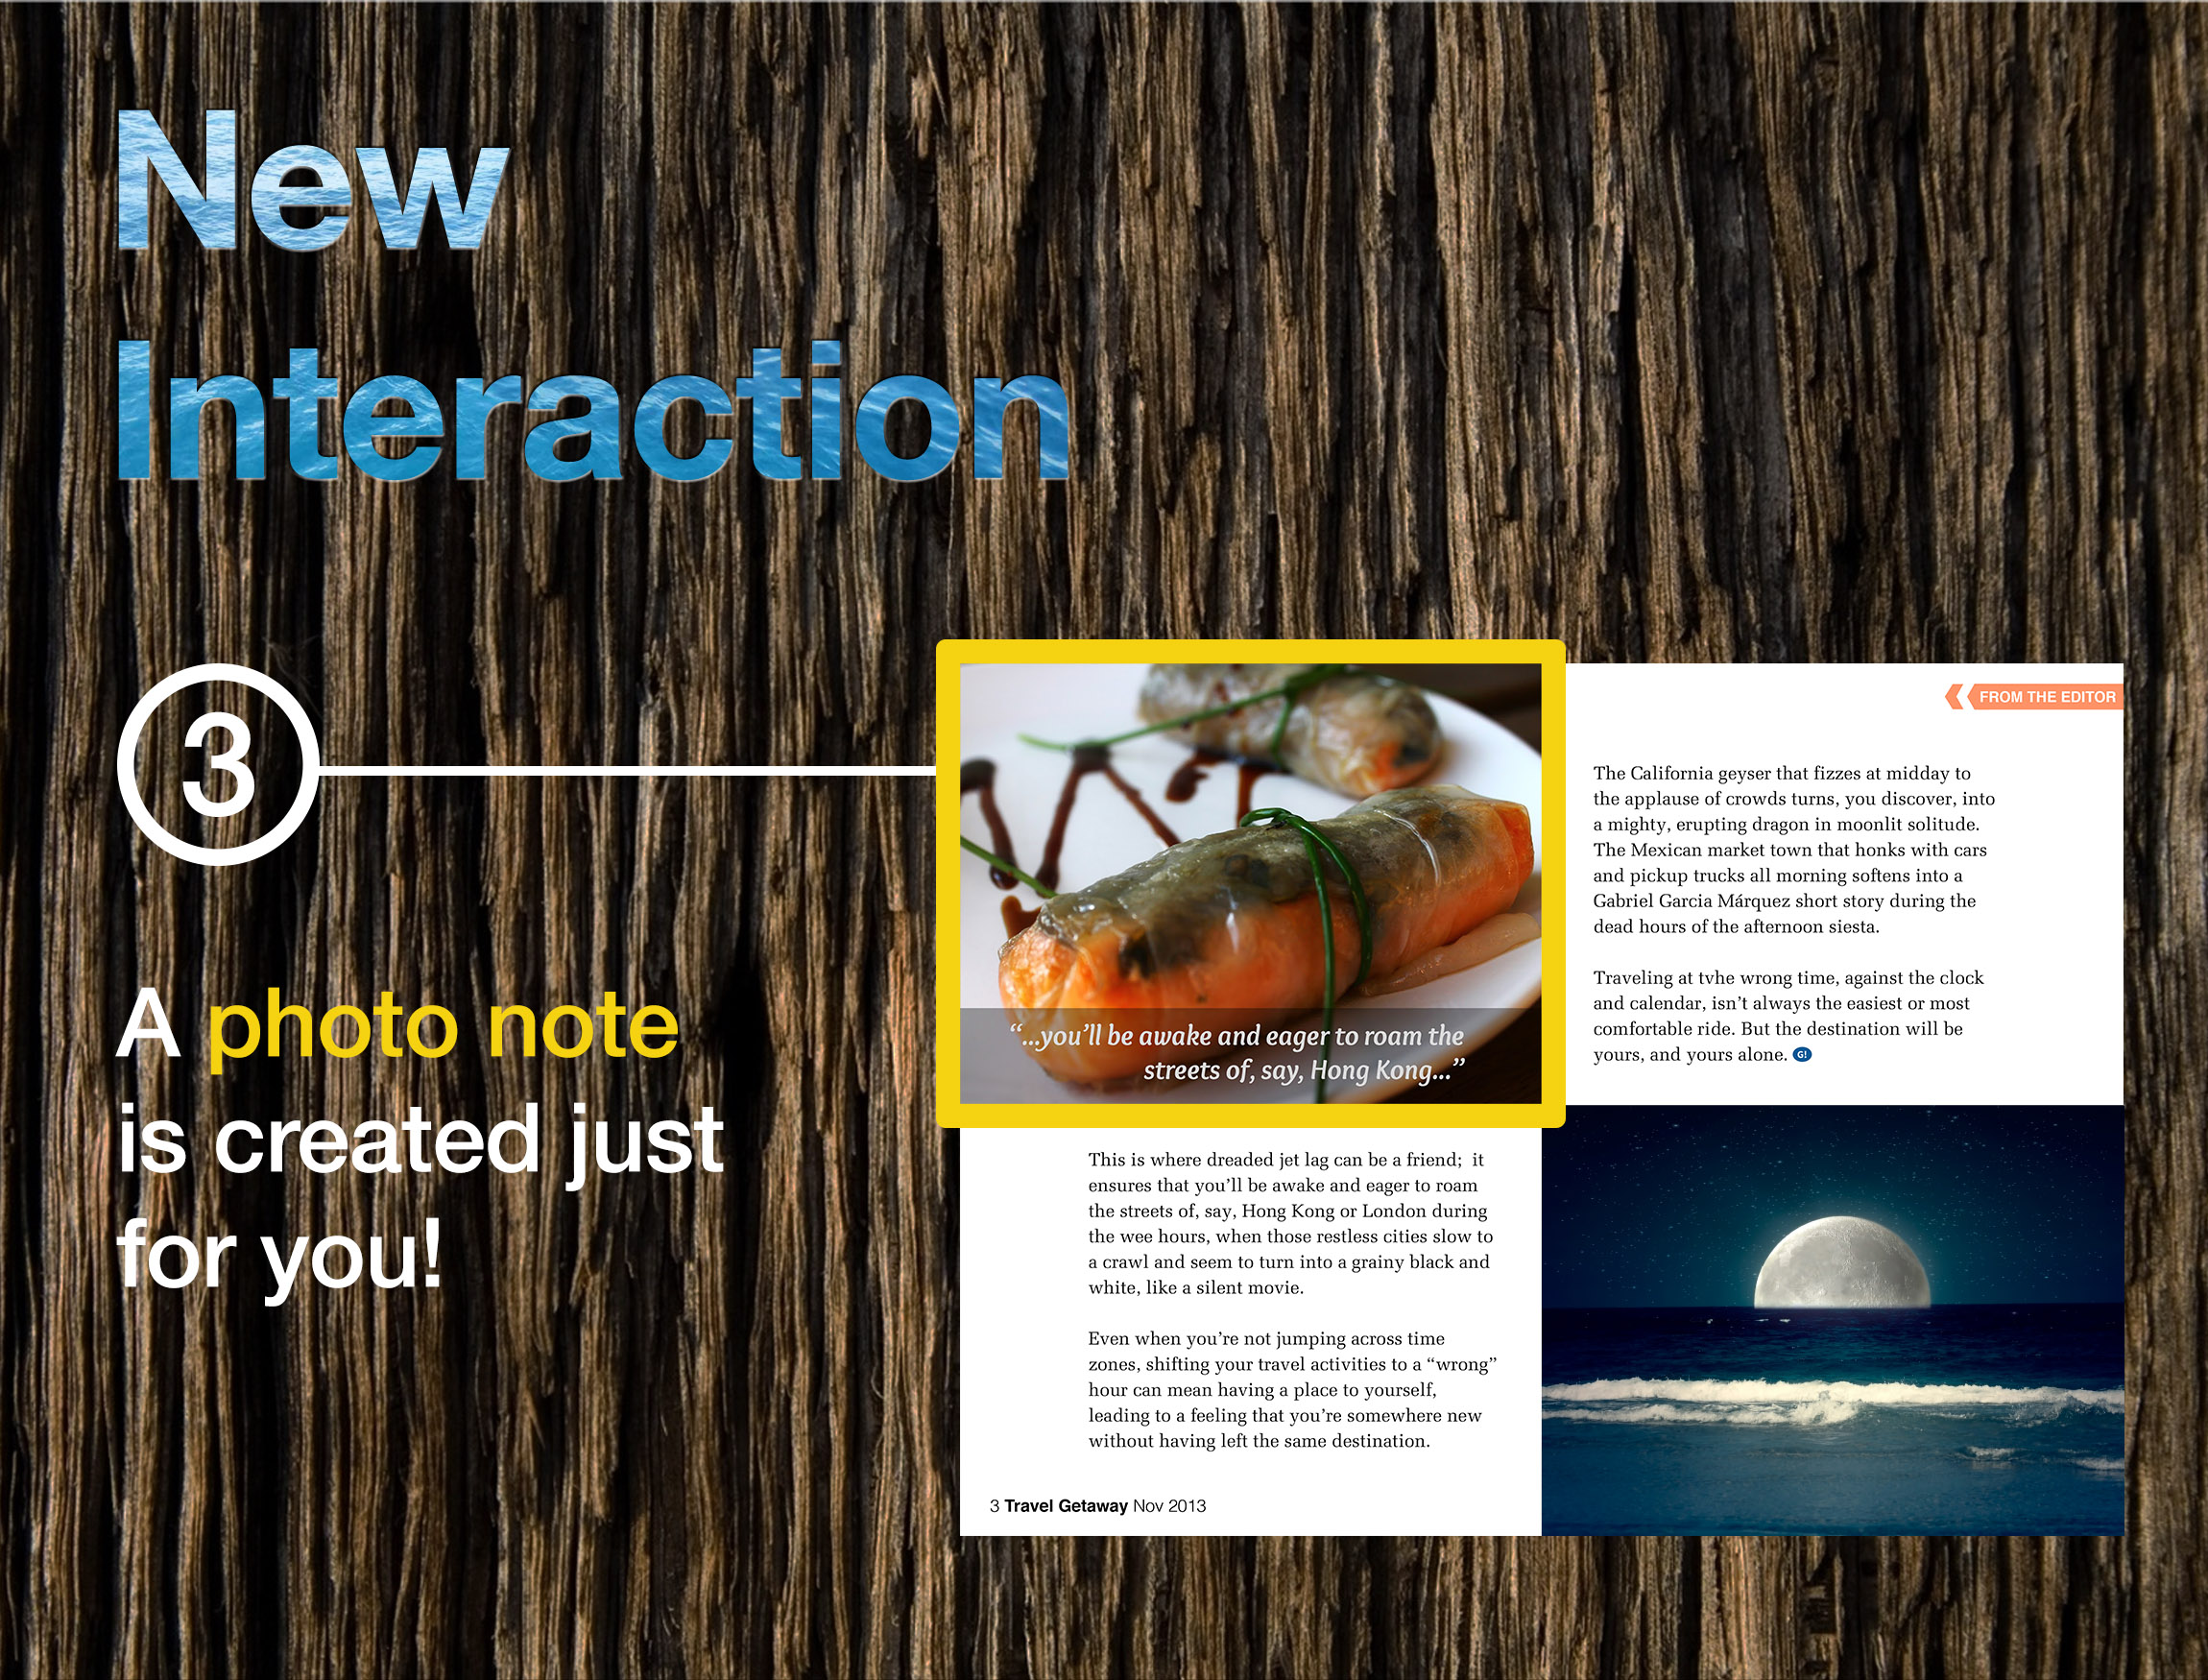 New
Interaction
3
A photo note
is created just
for you!
“...you’ll be awake and eager to roam the
streets of, say, Hong Kong...”
This is where dreaded jet lag can be a friend;  it
ensures that you’ll be awake and eager to roam
the streets of, say, Hong Kong or London during
the wee hours, when those restless cities slow to
a crawl and seem to turn into a grainy black and
white, like a silent movie.
Even when you’re not jumping across time
zones, shifting your travel activities to a “wrong”
hour can mean having a place to yourself,
leading to a feeling that you’re somewhere new
without having left the same destination.
3 Travel Getaway Nov 2013
FROM THE EDITOR
The California geyser that fizzes at midday to
the applause of crowds turns, you discover, into
a mighty, erupting dragon in moonlit solitude.
The Mexican market town that honks with cars
and pickup trucks all morning softens into a
Gabriel Garcia Márquez short story during the
dead hours of the afternoon siesta.
Traveling at tvhe wrong time, against the clock
and calendar, isn’t always the easiest or most
comfortable ride. But the destination will be
yours, and yours alone. G!